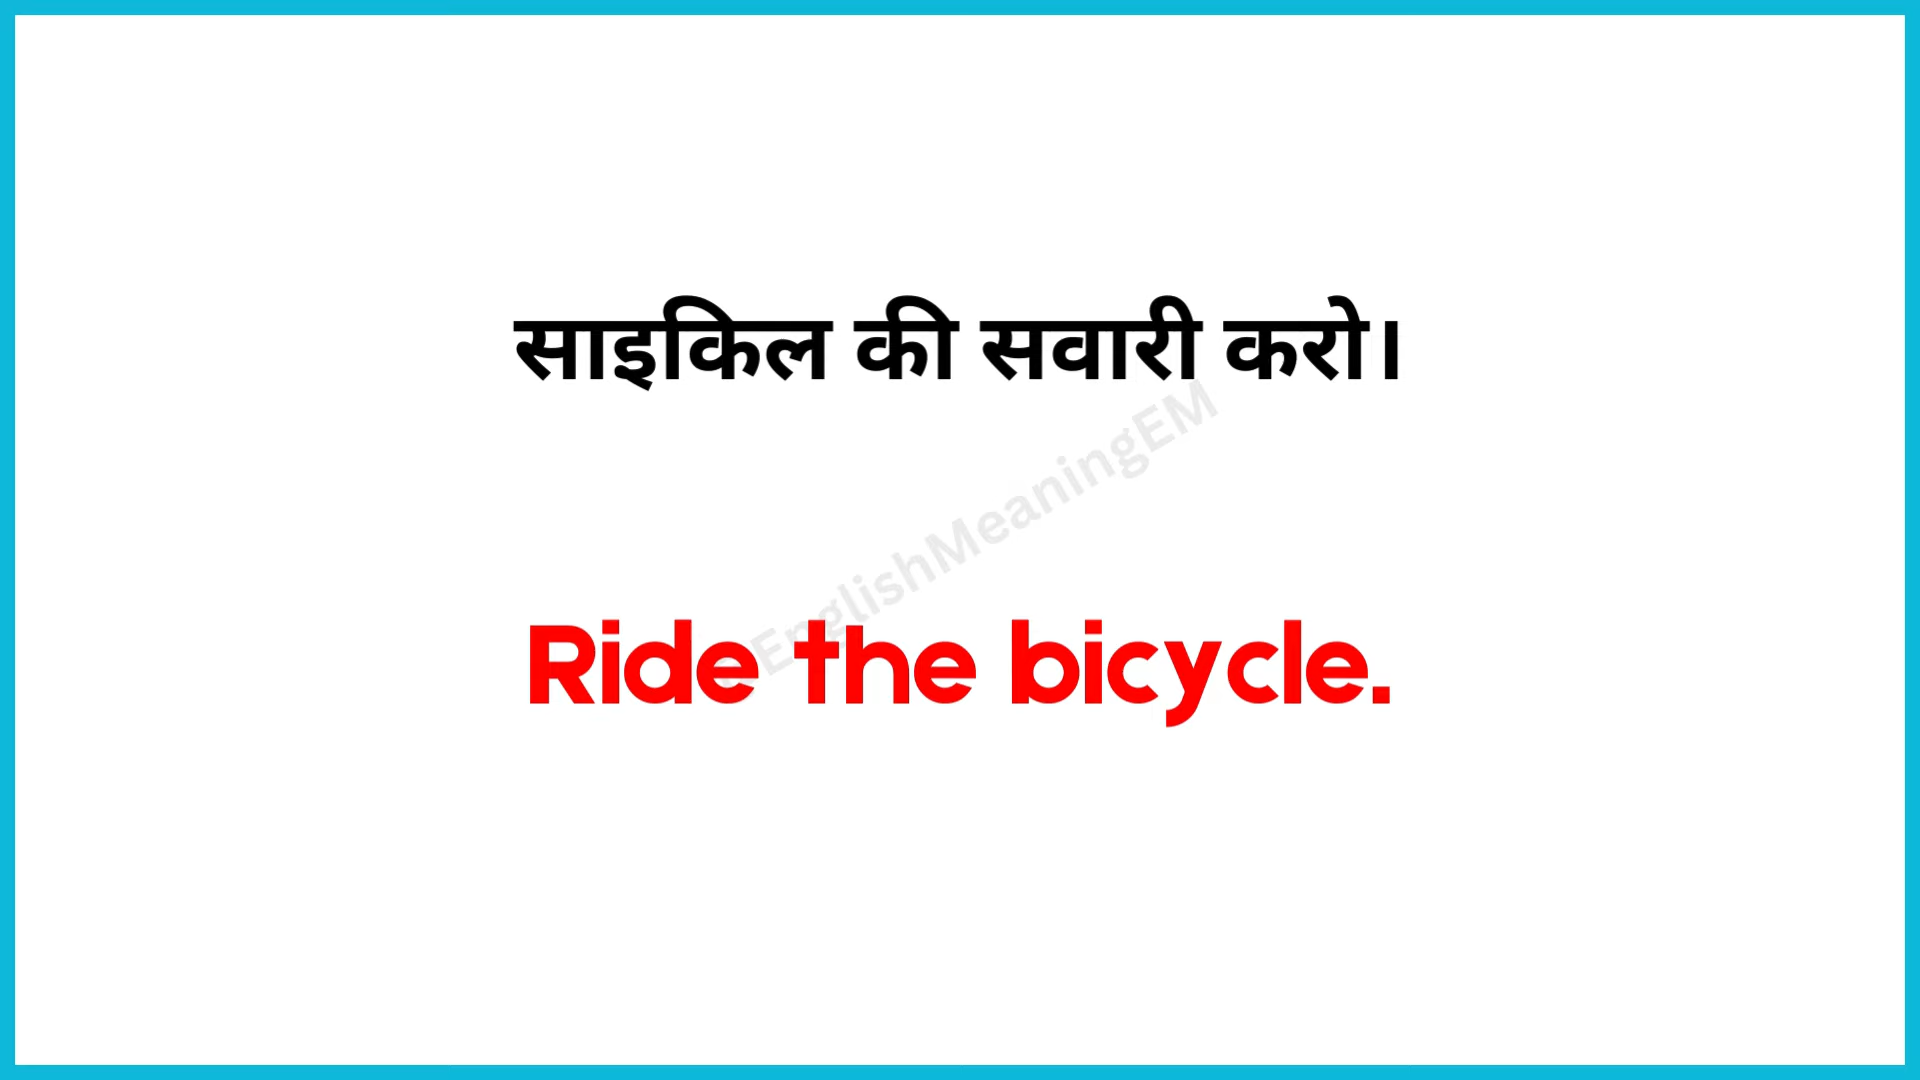 साइकिल की सवारी करो।
EnglishMeaningEM
Ride the bicycle.